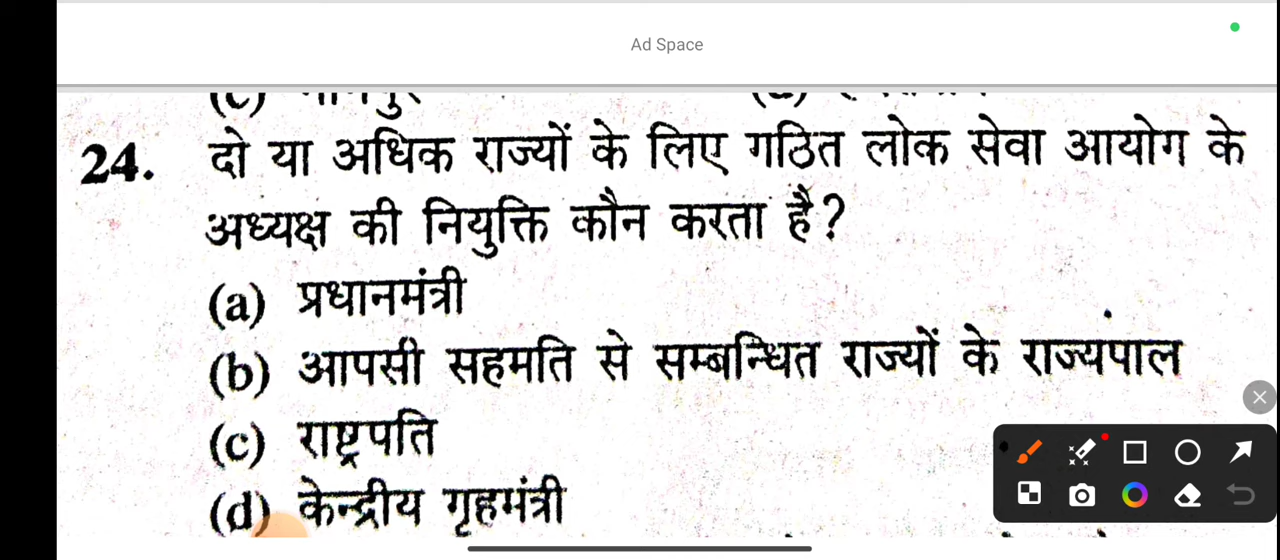 Ad Space
24. दो या अधिक राज्यों के लिए गठित लोक सेवा आयोग के
अध्यक्ष की नियुक्ति कौन करता है?
(a) प्रधानमंत्री
(b) आपसी सहमति से सम्बन्धित राज्यों के राज्यपाल
(c) राष्ट्रपति
(d) केन्द्रीय गृहमंत्री